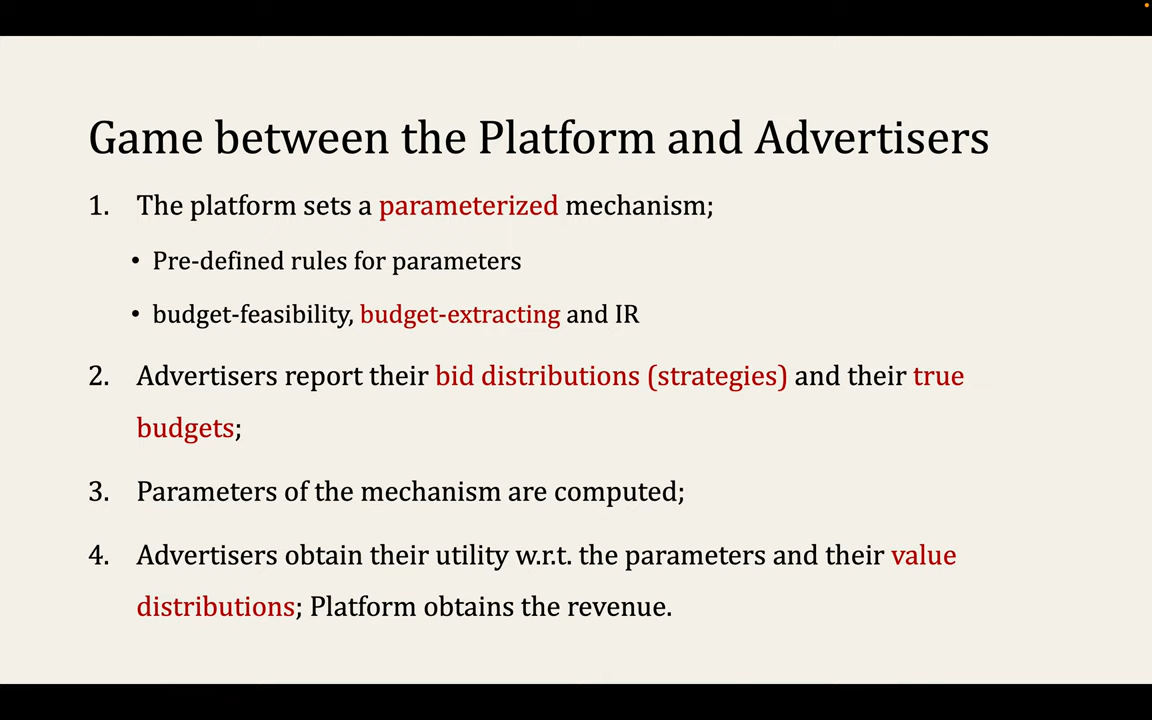 Game between the Platform and Advertisers
1. The platform sets a parameterized mechanism;
• Pre-defined rules for parameters
• budget-feasibility, budget-extracting and IR
2. Advertisers report their bid distributions (strategies) and their true
budgets;
3. Parameters of the mechanism are computed;
4. Advertisers obtain their utility w.r.t. the parameters and their value
distributions; Platform obtains the revenue.